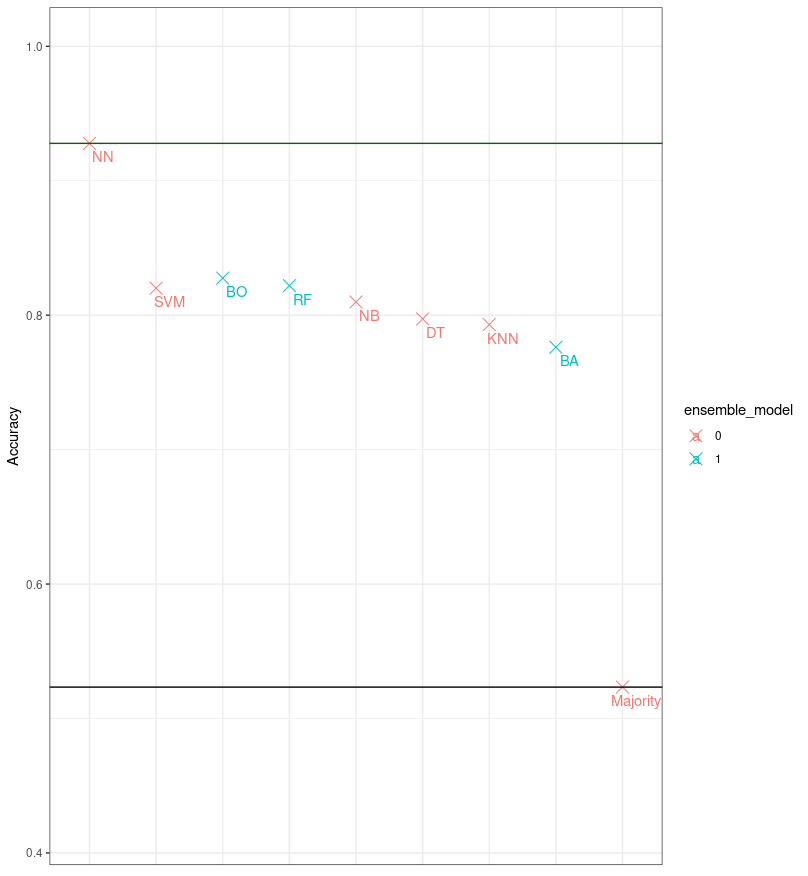 1.0
NN
SVM
BO
RF
0.8
NB
DT
KNN
BA
Accuracy
ensemble_model
a 0
a 1
0.6
Majority
0.4